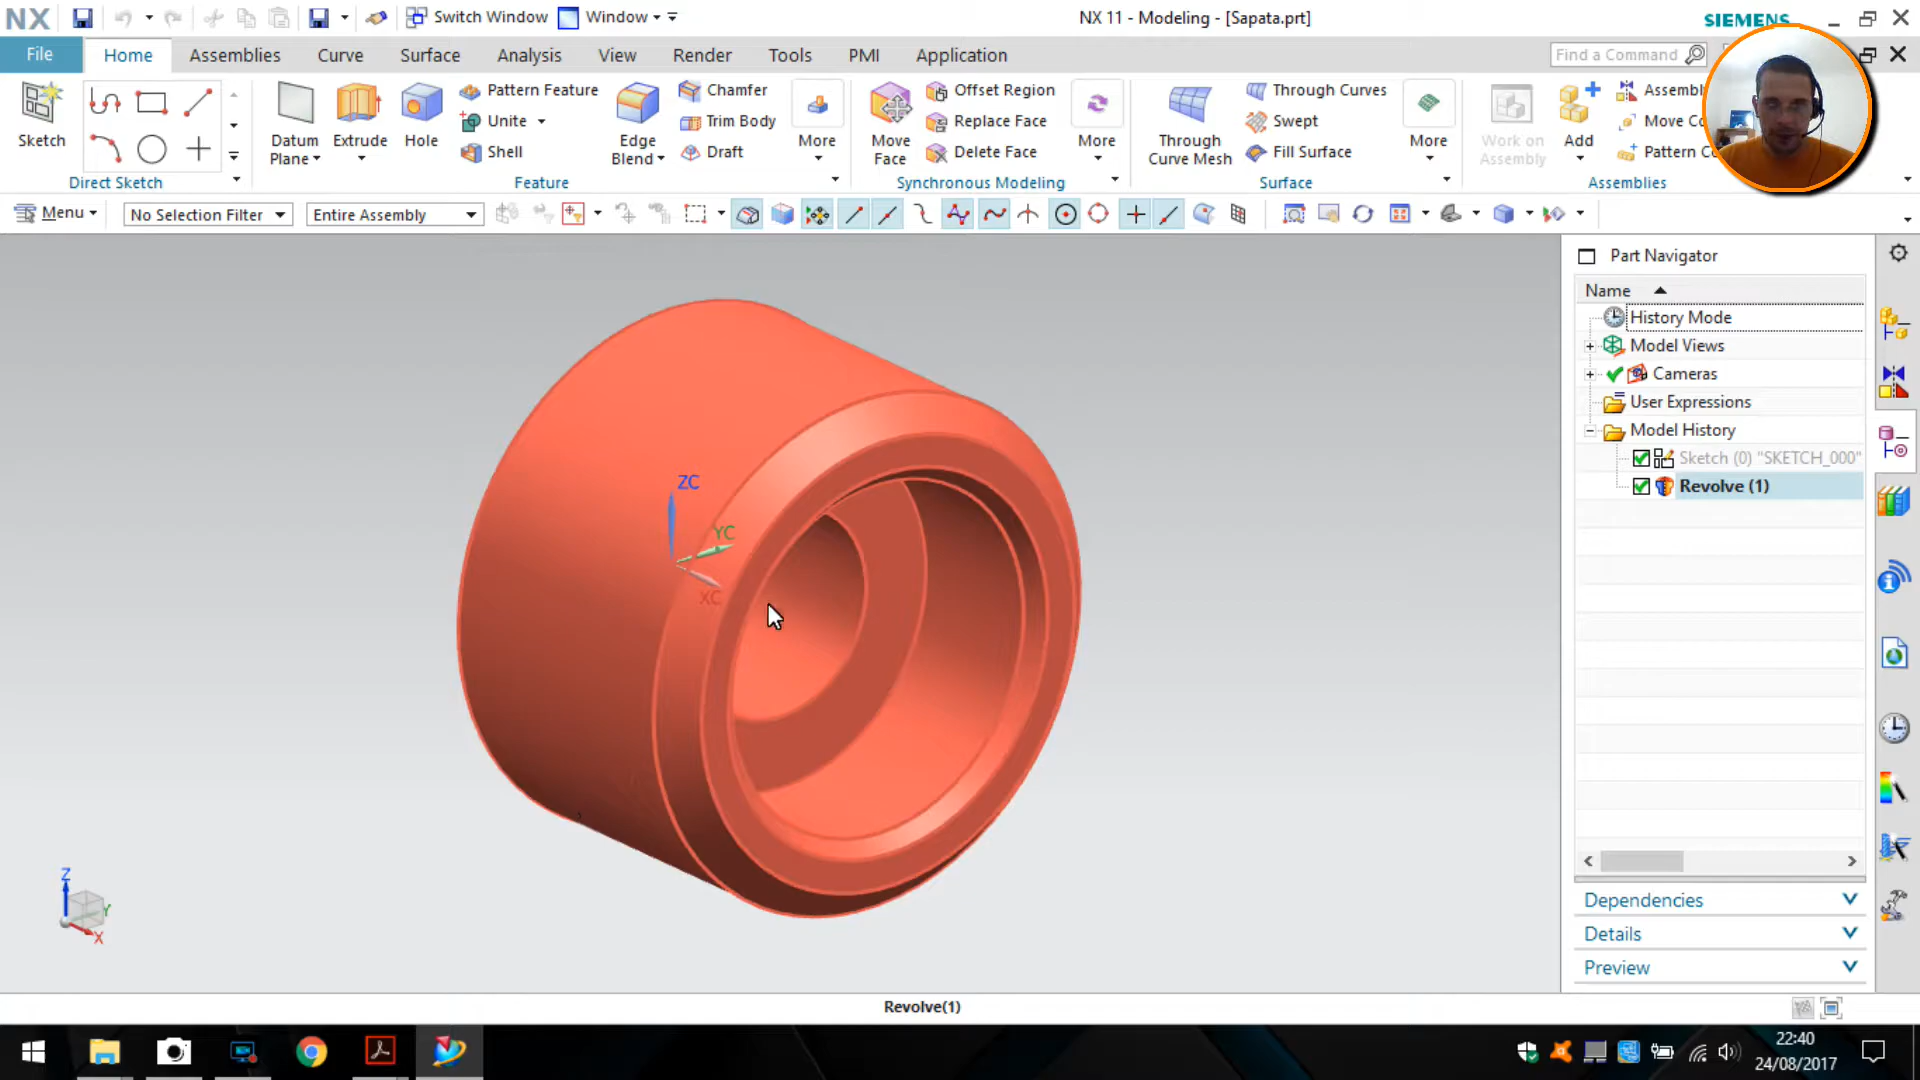 NX Switch Window Window NX 11 - Modeling - [Sapata.prt] SIEMENS
File Home Assemblies Curve Surface Analysis View Render Tools PMI Application Find a Command
Sketch
Direct Sketch
Datum Plane Extrude Hole
Pattern Feature
Unite
Shell
Edge Blend
Chamfer
Trim Body
Draft
More
Feature
Move Face
Offset Region
Replace Face
Delete Face
More
Synchronous Modeling
Through Curve Mesh
Through Curves
Swept
Fill Surface
More
Surface
Work on Assembly
Add
Assembl
Move Co
Pattern Co
Assemblies
Menu No Selection Filter Entire Assembly
Part Navigator
Name
History Mode
Model Views
Cameras
User Expressions
Model History
Sketch (0) "SKETCH_000"
Revolve (1)
ZC
YC
XC
Z
Y
X
Dependencies
Details
Preview
Revolve(1)
22:40
24/08/2017